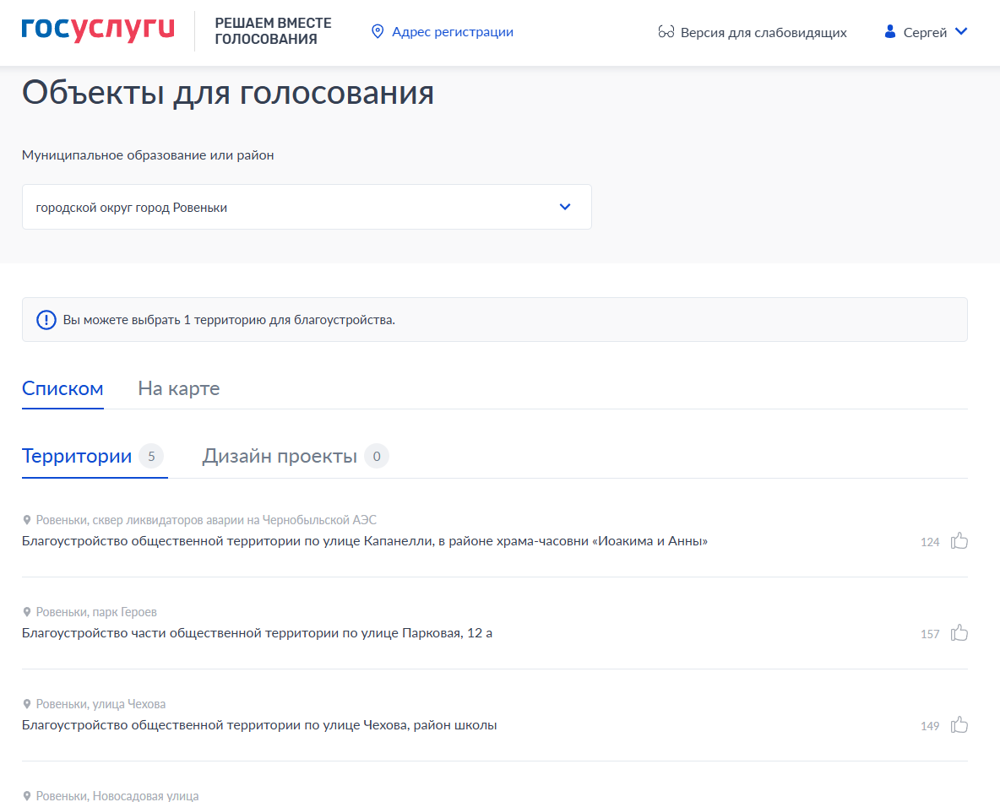 госуслуги
РЕШАЕМ ВМЕСТЕ
ГОЛОСОВАНИЯ
Адрес регистрации
Версия для слабовидящих
Сергей
Объекты для голосования
Муниципальное образование или район
городской округ город Ровеньки
Вы можете выбрать 1 территорию для благоустройства.
Списком
На карте
Территории 5
Дизайн проекты 0
Ровеньки, сквер ликвидаторов аварии на Чернобыльской АЭС
Благоустройство общественной территории по улице Капанелли, в районе храма-часовни «Иоакима и Анны»
124
Ровеньки, парк Героев
Благоустройство части общественной территории по улице Парковая, 12 а
157
Ровеньки, улица Чехова
Благоустройство общественной территории по улице Чехова, район школы
149
Ровеньки, Новосадовая улица